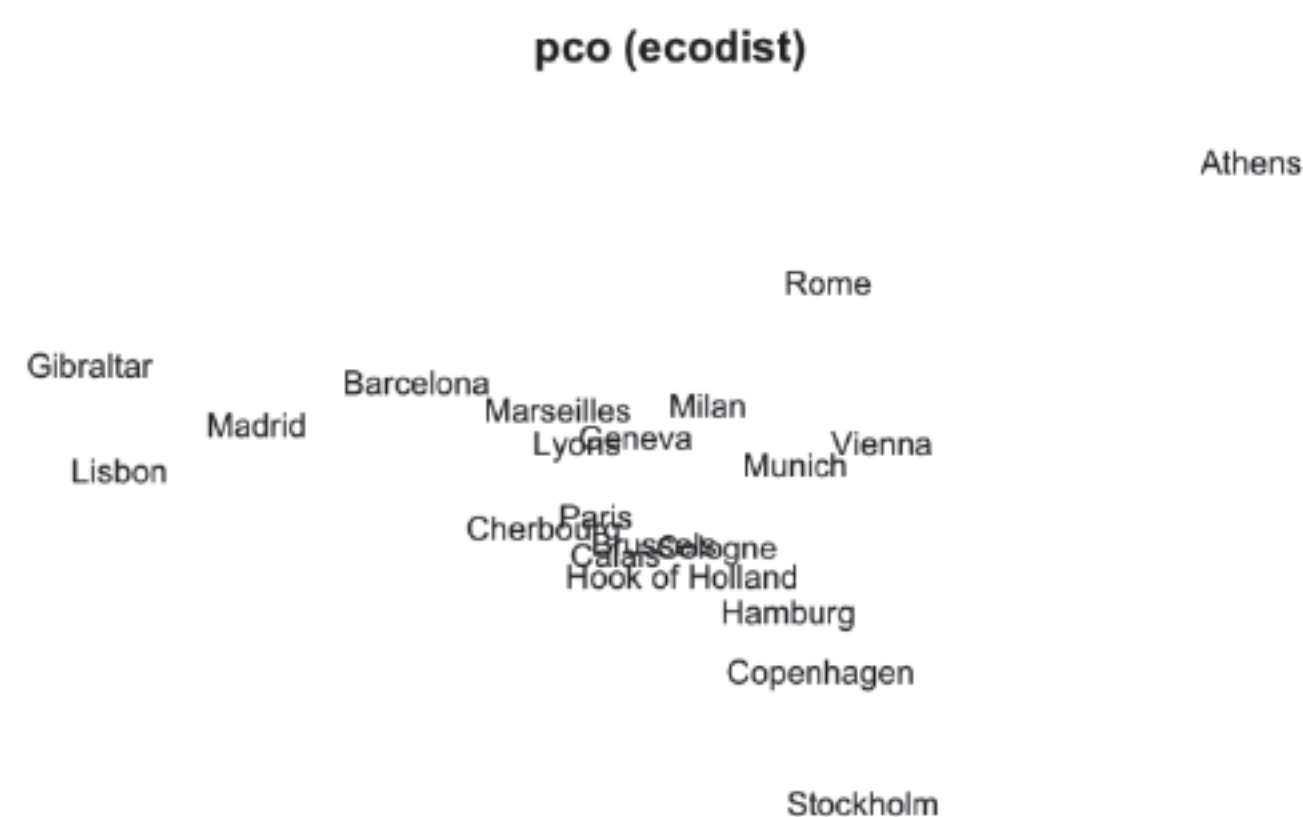 pco (ecodist)
Athens
Rome
Gibraltar
Barcelona
Marseilles
Milan
Madrid
Geneva
Lyons
Vienna
Munich
Lisbon
Paris
Cherbourg
Brussels
Cologne
Calais
Hook of Holland
Hamburg
Copenhagen
Stockholm